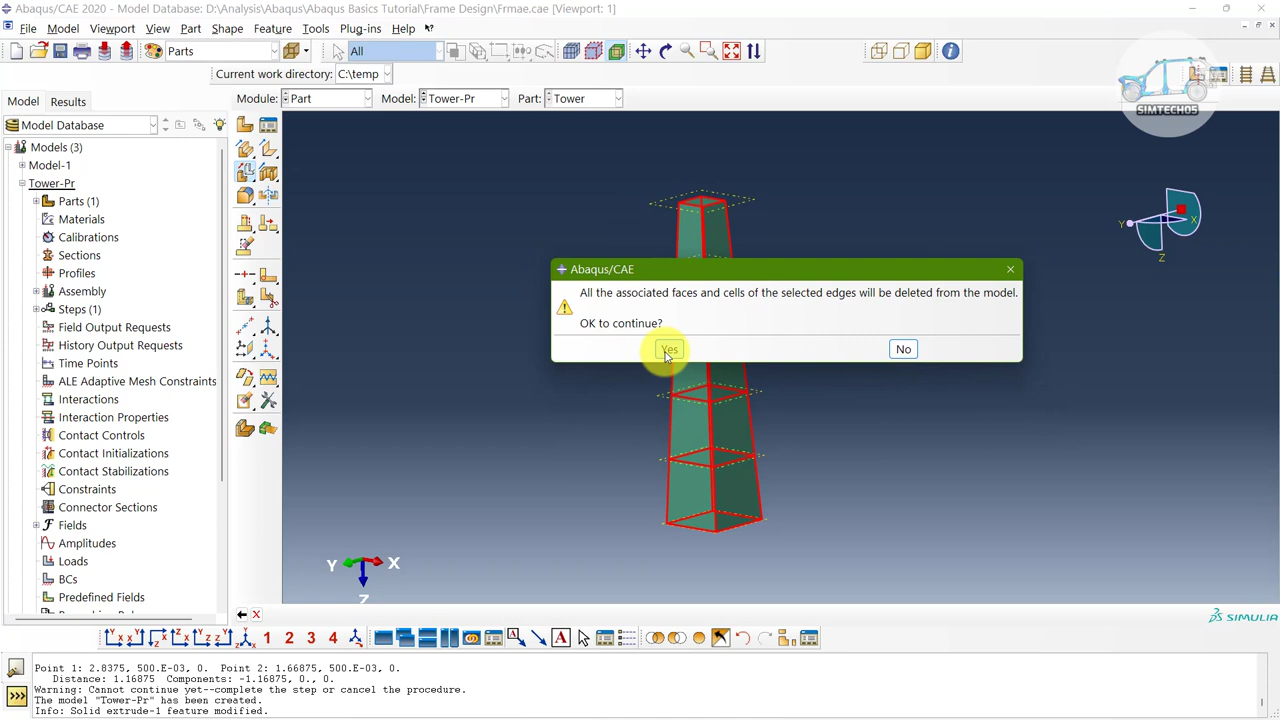 Abaqus/CAE 2020 - Model Database: D:\Analysis\Abaqus\Abaqus Basics Tutorial\Frame Design\Frmae.cae [Viewport: 1]
File Model Viewport View Part Shape Feature Tools Plug-ins Help
Parts All
Current work directory: C:\temp
Model Results Module: Part Model: Tower-Pr Part: Tower
Model Database
Models (3)
Model-1
Tower-Pr
Parts (1)
Materials
Calibrations
Sections
Profiles
Assembly
Steps (1)
Field Output Requests
History Output Requests
Time Points
ALE Adaptive Mesh Constraints
Interactions
Interaction Properties
Contact Controls
Contact Initializations
Contact Stabilizations
Constraints
Connector Sections
Fields
Amplitudes
Loads
BCs
Predefined Fields
SIMTECH05
Y X
Z
Abaqus/CAE
All the associated faces and cells of the selected edges will be deleted from the model.
OK to continue?
Yes No
Y X
Z
SIMULIA
1 2 3 4
Point 1: 2.8375, 500.E-03, 0. Point 2: 1.66875, 500.E-03, 0.
Distance: 1.16875 Components: -1.16875, 0., 0.
Warning: Cannot continue yet--complete the step or cancel the procedure.
The model "Tower-Pr" has been created.
Info: Solid extrude-1 feature modified.